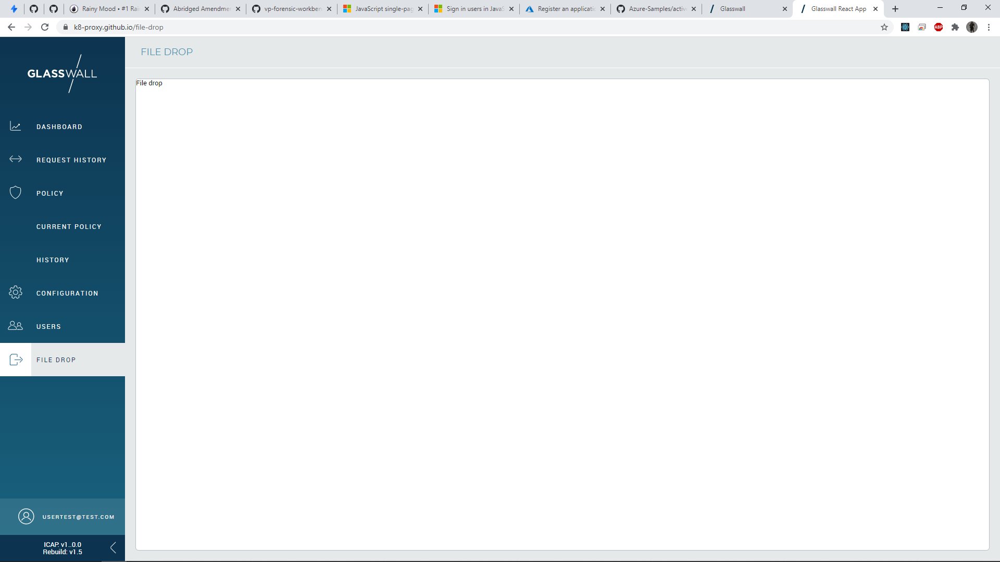 Rainy Mood • #1 Rai
Abridged Amendme
vp-forensic-workben
JavaScript single-pag
Sign in users in JavaS
Register an applicatio
Azure-Samples/active
Glasswall
Glasswall React App
k8-proxy.github.io/file-drop
ABP
GLASSWALL
FILE DROP
File drop
DASHBOARD
REQUEST HISTORY
POLICY
CURRENT POLICY
HISTORY
CONFIGURATION
USERS
FILE DROP
USERTEST@TEST.COM
ICAP: v1..0.0
Rebuild: v1.5